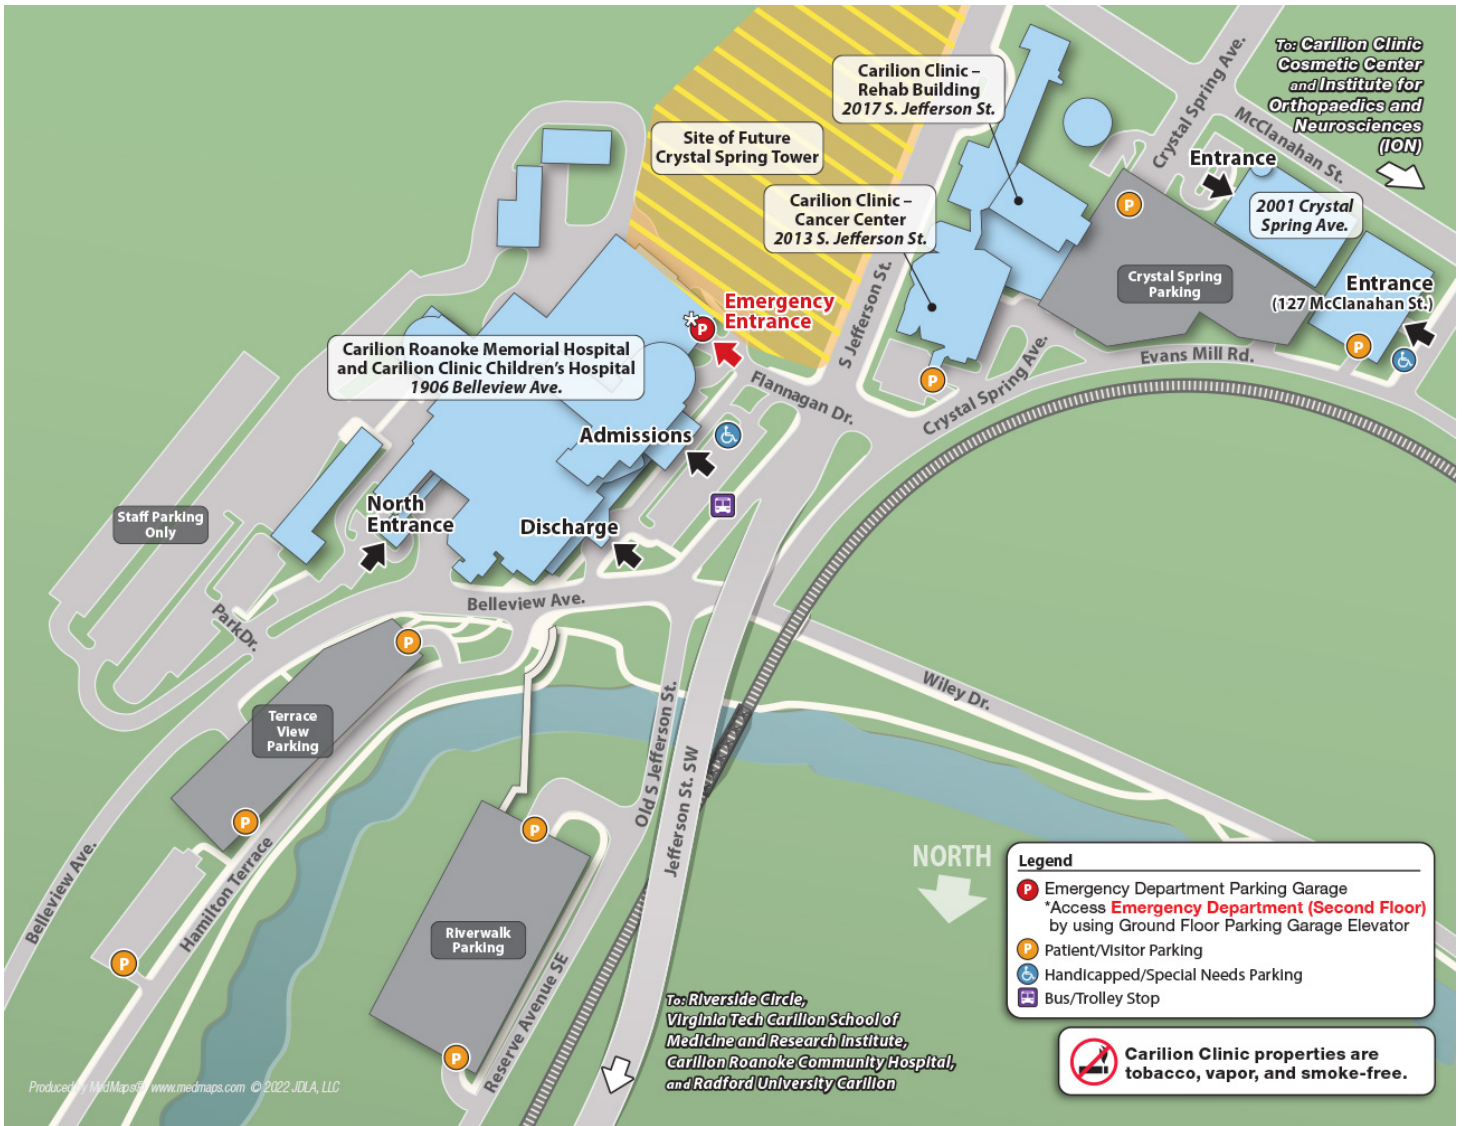 To: Carilion Clinic
Cosmetic Center
and Institute for
Orthopaedics and
Neurosciences
(ION)
Crystal Spring Ave.
McClanahan St.
Carilion Clinic –
Rehab Building
2017 S. Jefferson St.
Site of Future
Crystal Spring Tower
Entrance
Carilion Clinic –
Cancer Center
2013 S. Jefferson St.
P
2001 Crystal
Spring Ave.
Crystal Spring
Parking
Entrance
(127 McClanahan St.)
Emergency
Entrance
*P
S Jefferson St.
Evans Mill Rd.
P
Carilion Roanoke Memorial Hospital
and Carilion Clinic Children's Hospital
1906 Belleview Ave.
Flannagan Dr.
P
Crystal Spring Ave.
Admissions
North
Entrance
Discharge
Staff Parking
Only
Belleview Ave.
ParkDr.
P
Wiley Dr.
Terrace
View
Parking
P
Old S Jefferson St.
Jefferson St. SW
P
Belleview Ave.
Hamilton Terrace
P
Riverwalk
Parking
P
Reserve Avenue SE
NORTH
Legend
P Emergency Department Parking Garage
*Access Emergency Department (Second Floor)
by using Ground Floor Parking Garage Elevator
P Patient/Visitor Parking
Handicapped/Special Needs Parking
Bus/Trolley Stop
To: Riverside Circle,
Virginia Tech Carilion School of
Medicine and Research Institute,
Carilion Roanoke Community Hospital,
and Radford University Carilion
Carilion Clinic properties are
tobacco, vapor, and smoke-free.
Produced by MedMaps® www.medmaps.com © 2022 JDLA, LLC